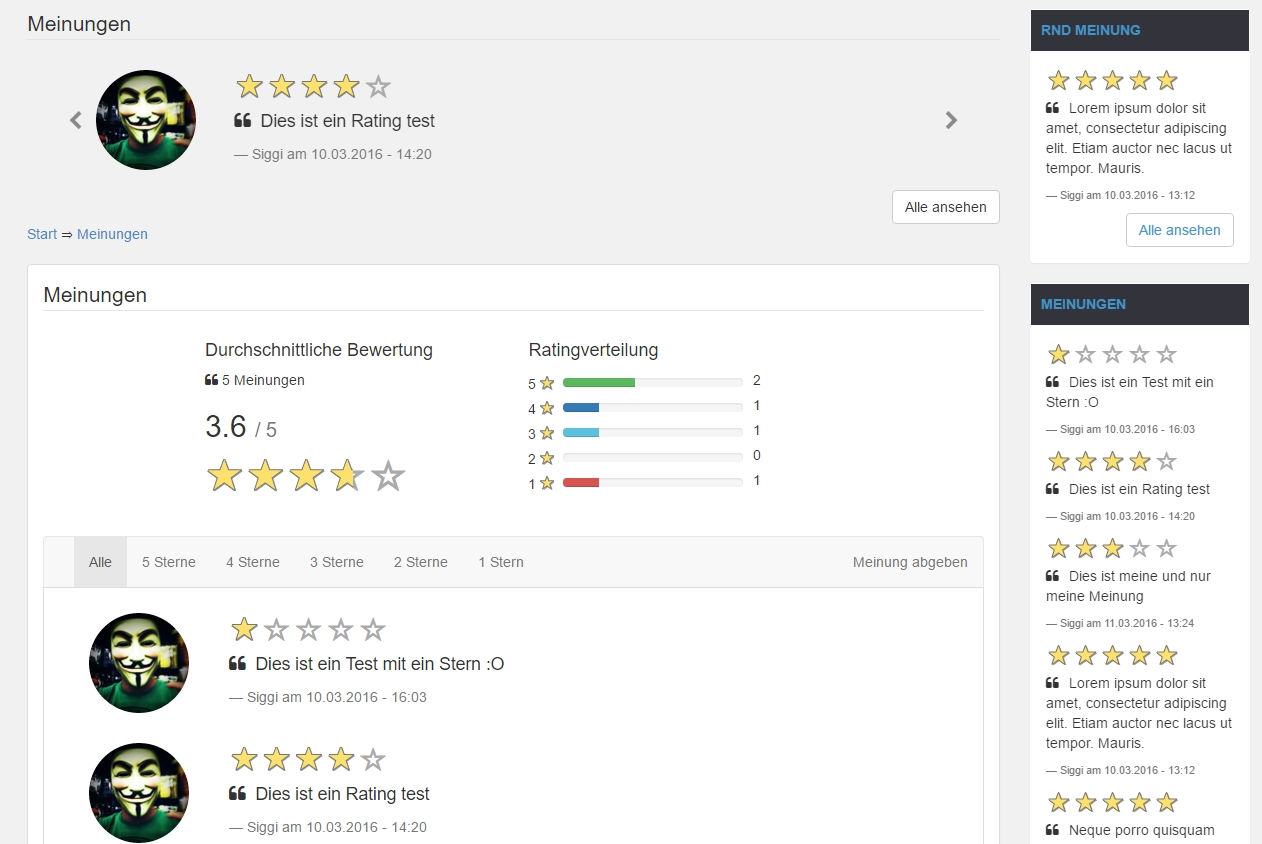 Meinungen
Dies ist ein Rating test
— Siggi am 10.03.2016 - 14:20
Alle ansehen
Start ⇒ Meinungen
Meinungen
Durchschnittliche Bewertung
5 Meinungen
3.6 / 5
Ratingverteilung
5 2
4 1
3 1
2 0
1 1
Alle 5 Sterne 4 Sterne 3 Sterne 2 Sterne 1 Stern Meinung abgeben
Dies ist ein Test mit ein Stern :O
— Siggi am 10.03.2016 - 16:03
Dies ist ein Rating test
— Siggi am 10.03.2016 - 14:20
RND MEINUNG
Lorem ipsum dolor sit
amet, consectetur adipiscing
elit. Etiam auctor nec lacus ut
tempor. Mauris.
— Siggi am 10.03.2016 - 13:12
Alle ansehen
MEINUNGEN
Dies ist ein Test mit ein
Stern :O
— Siggi am 10.03.2016 - 16:03
Dies ist ein Rating test
— Siggi am 10.03.2016 - 14:20
Dies ist meine und nur
meine Meinung
— Siggi am 11.03.2016 - 13:24
Lorem ipsum dolor sit
amet, consectetur adipiscing
elit. Etiam auctor nec lacus ut
tempor. Mauris.
— Siggi am 10.03.2016 - 13:12
Neque porro quisquam